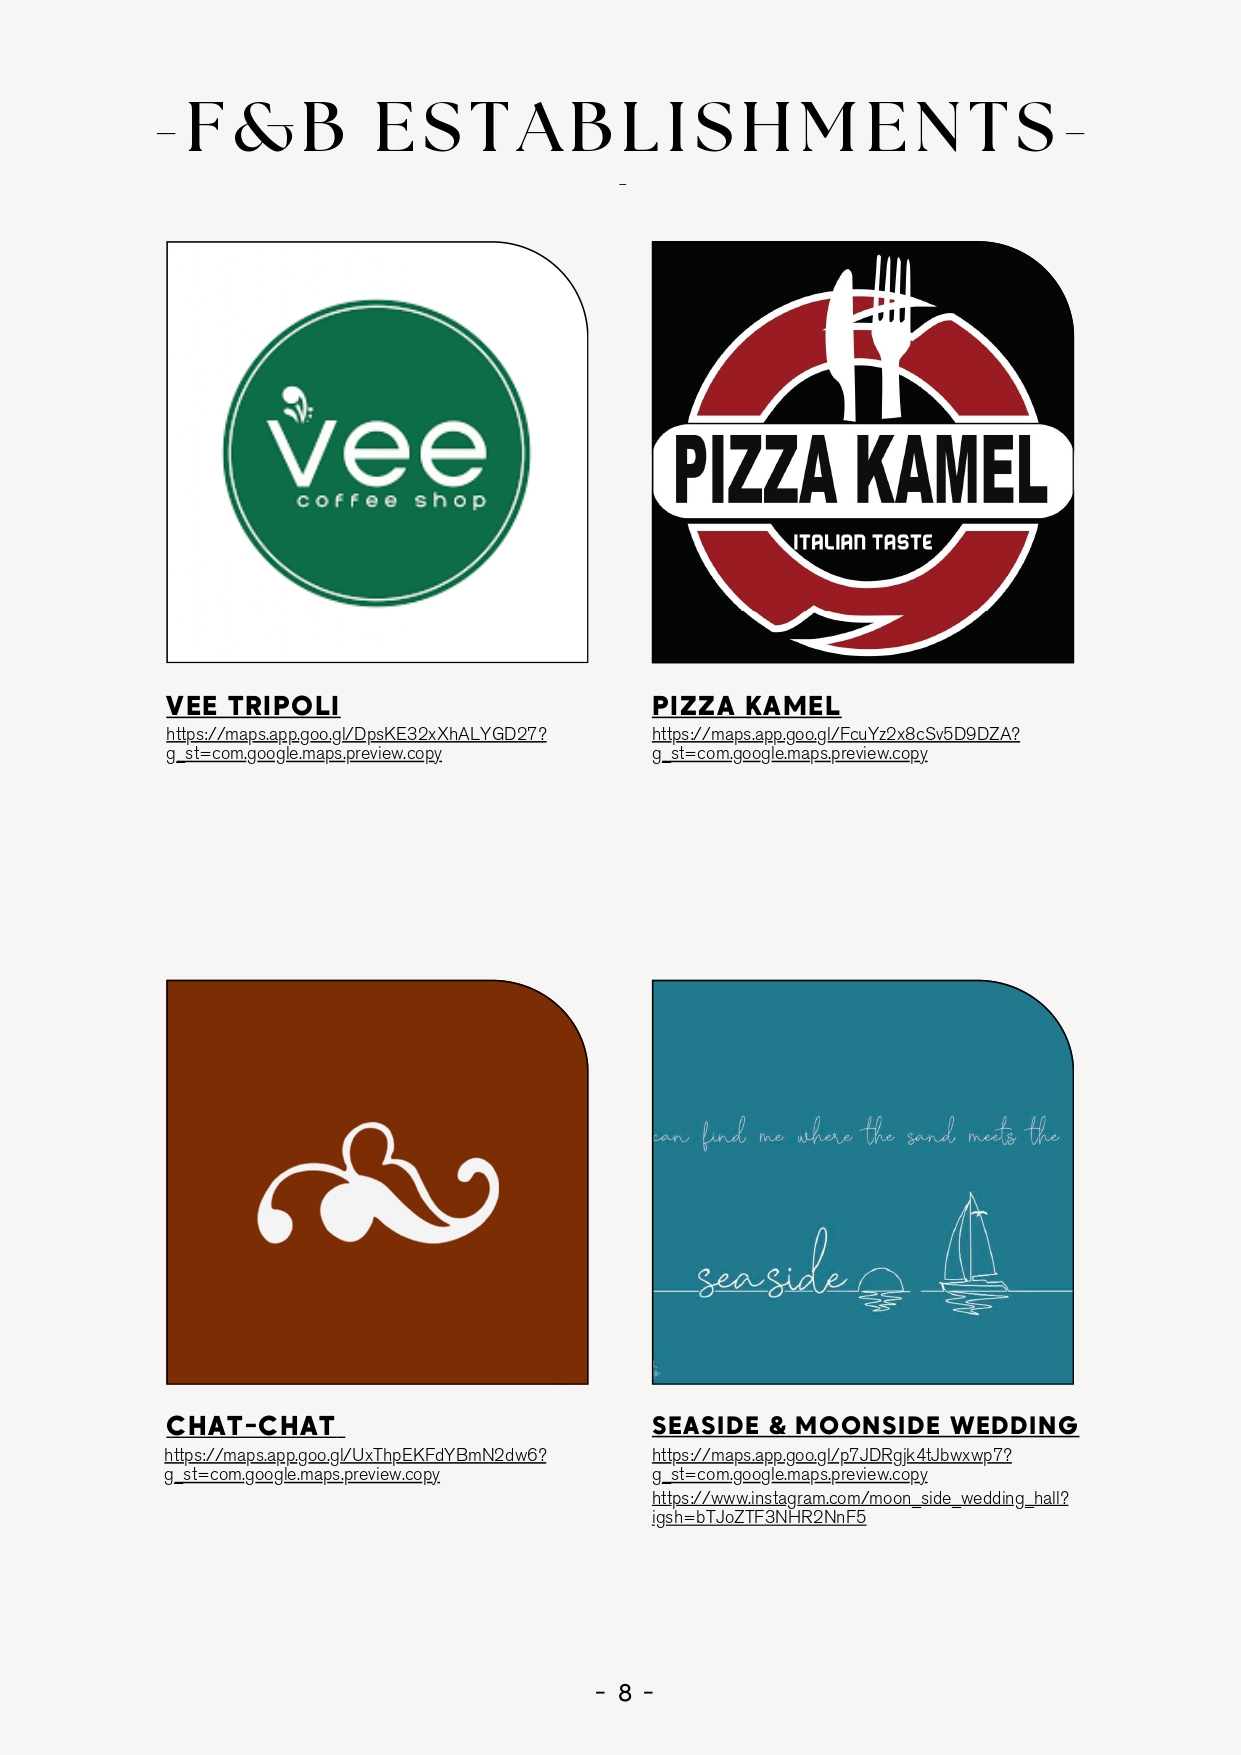 -F&B ESTABLISHMENTS-
-
vee
coffee shop
PIZZA KAMEL
ITALIAN TASTE
VEE TRIPOLI
https://maps.app.goo.gl/DpsKE32xXhALYGD27?
g_st=com.google.maps.preview.copy
PIZZA KAMEL
https://maps.app.goo.gl/FcuYz2x8cSv5D9DZA?
g_st=com.google.maps.preview.copy
can find me where the sand meets the
seaside
CHAT-CHAT
https://maps.app.goo.gl/UxThpEKFdYBmN2dw6?
g_st=com.google.maps.preview.copy
SEASIDE & MOONSIDE WEDDING
https://maps.app.goo.gl/p7JDRgjk4tJbwxwp7?
g_st=com.google.maps.preview.copy
https://www.instagram.com/moon_side_wedding_hall?
igsh=bTJoZTF3NHR2NnF5
- 8 -